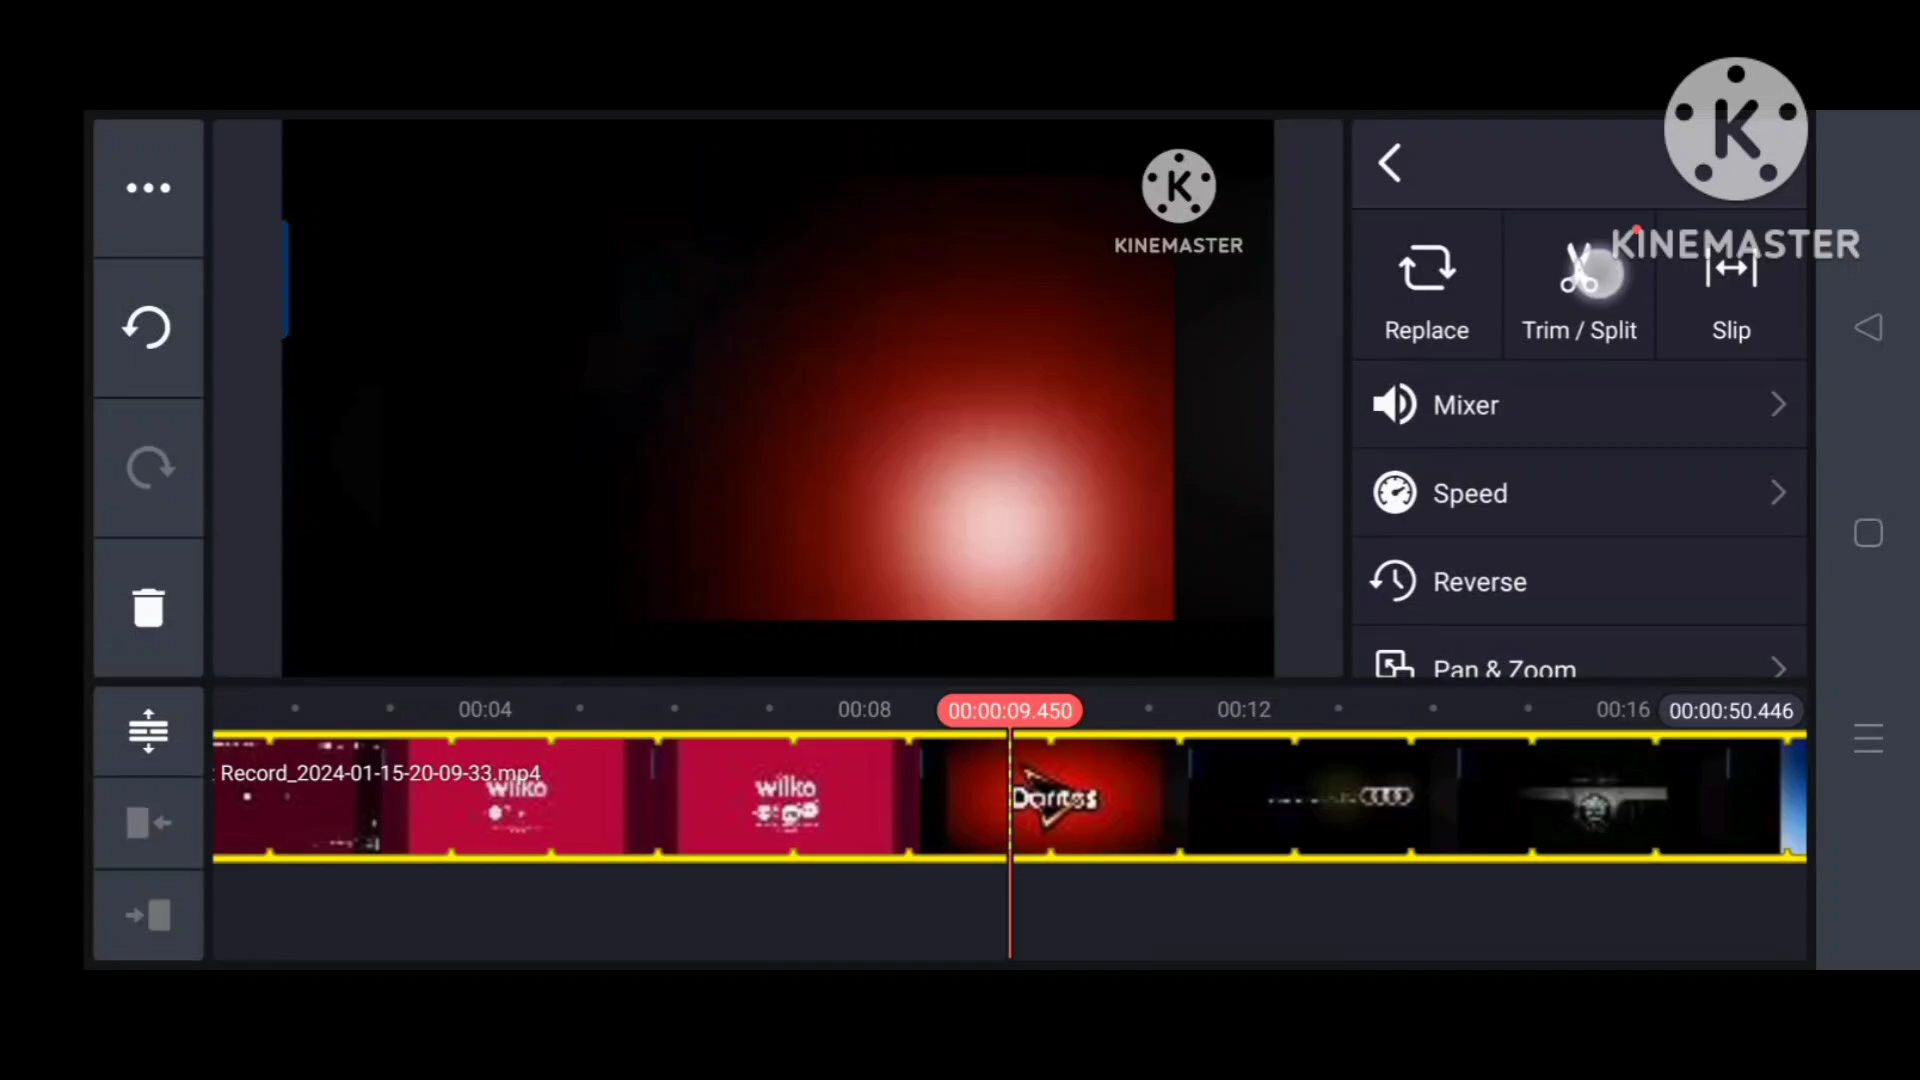 K
KINEMASTER
K
KINEMASTER
Replace
Trim / Split
Slip
Mixer
Speed
Reverse
Pan & Zoom
00:04
00:08
00:00:09.450
00:12
00:16
00:00:50.446
: Record_2024-01-15-20-09-33.mp4
wilko
wilko
Doritos